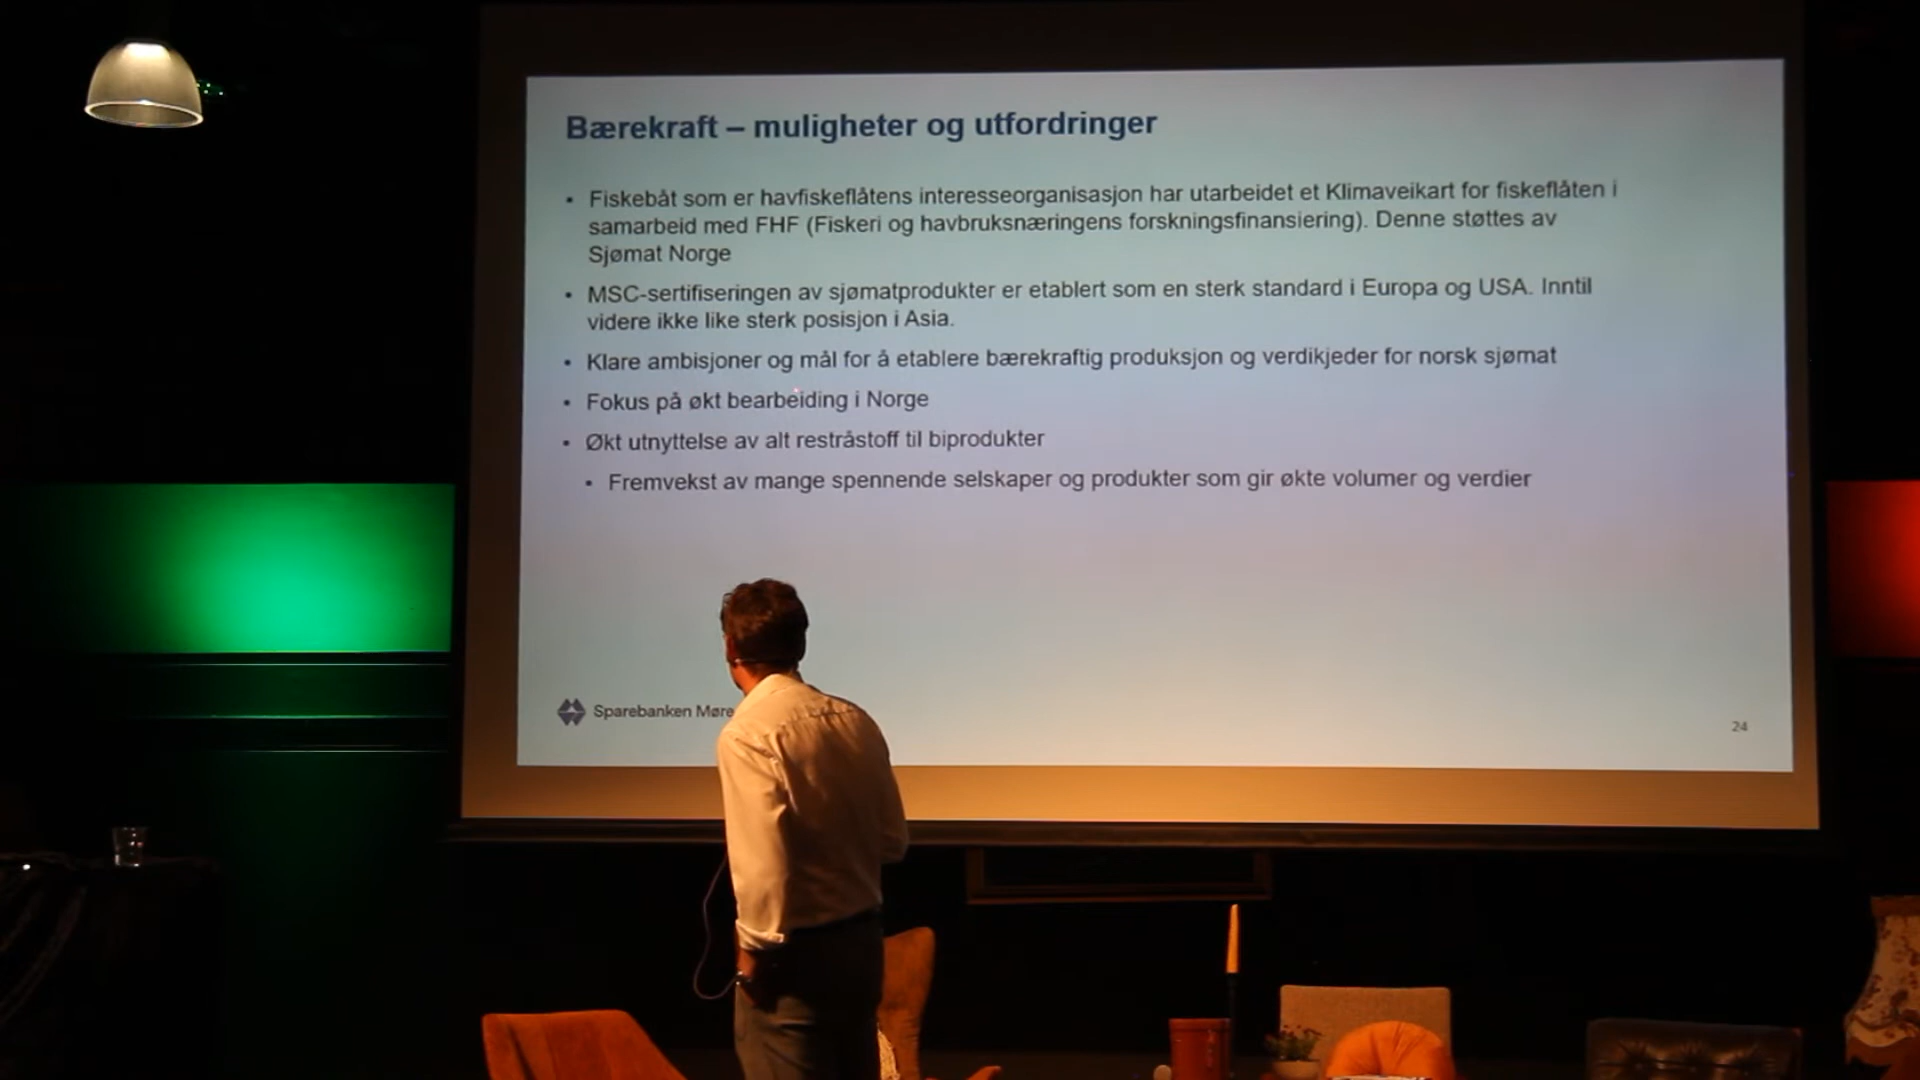 Bærekraft – muligheter og utfordringer
• Fiskebåt som er havfiskeflåtens interesseorganisasjon har utarbeidet et Klimaveikart for fiskeflåten i
samarbeid med FHF (Fiskeri og havbruksnæringens forskningsfinansiering). Denne støttes av
Sjømat Norge
• MSC-sertifiseringen av sjømatprodukter er etablert som en sterk standard i Europa og USA. Inntil
videre ikke like sterk posisjon i Asia.
• Klare ambisjoner og mål for å etablere bærekraftig produksjon og verdikjeder for norsk sjømat
• Fokus på økt bearbeiding i Norge
• Økt utnyttelse av alt restråstoff til biprodukter
• Fremvekst av mange spennende selskaper og produkter som gir økte volumer og verdier
Sparebanken Møre
24